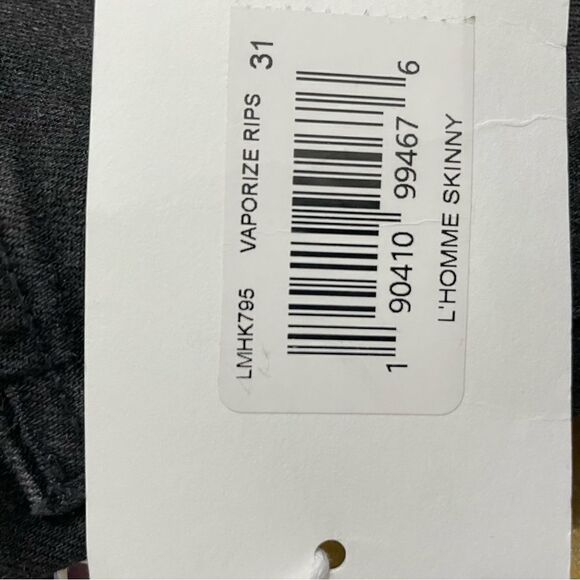 LMHK795 VAPORIZE RIPS 31
1 90410 99467 6
L'HOMME SKINNY